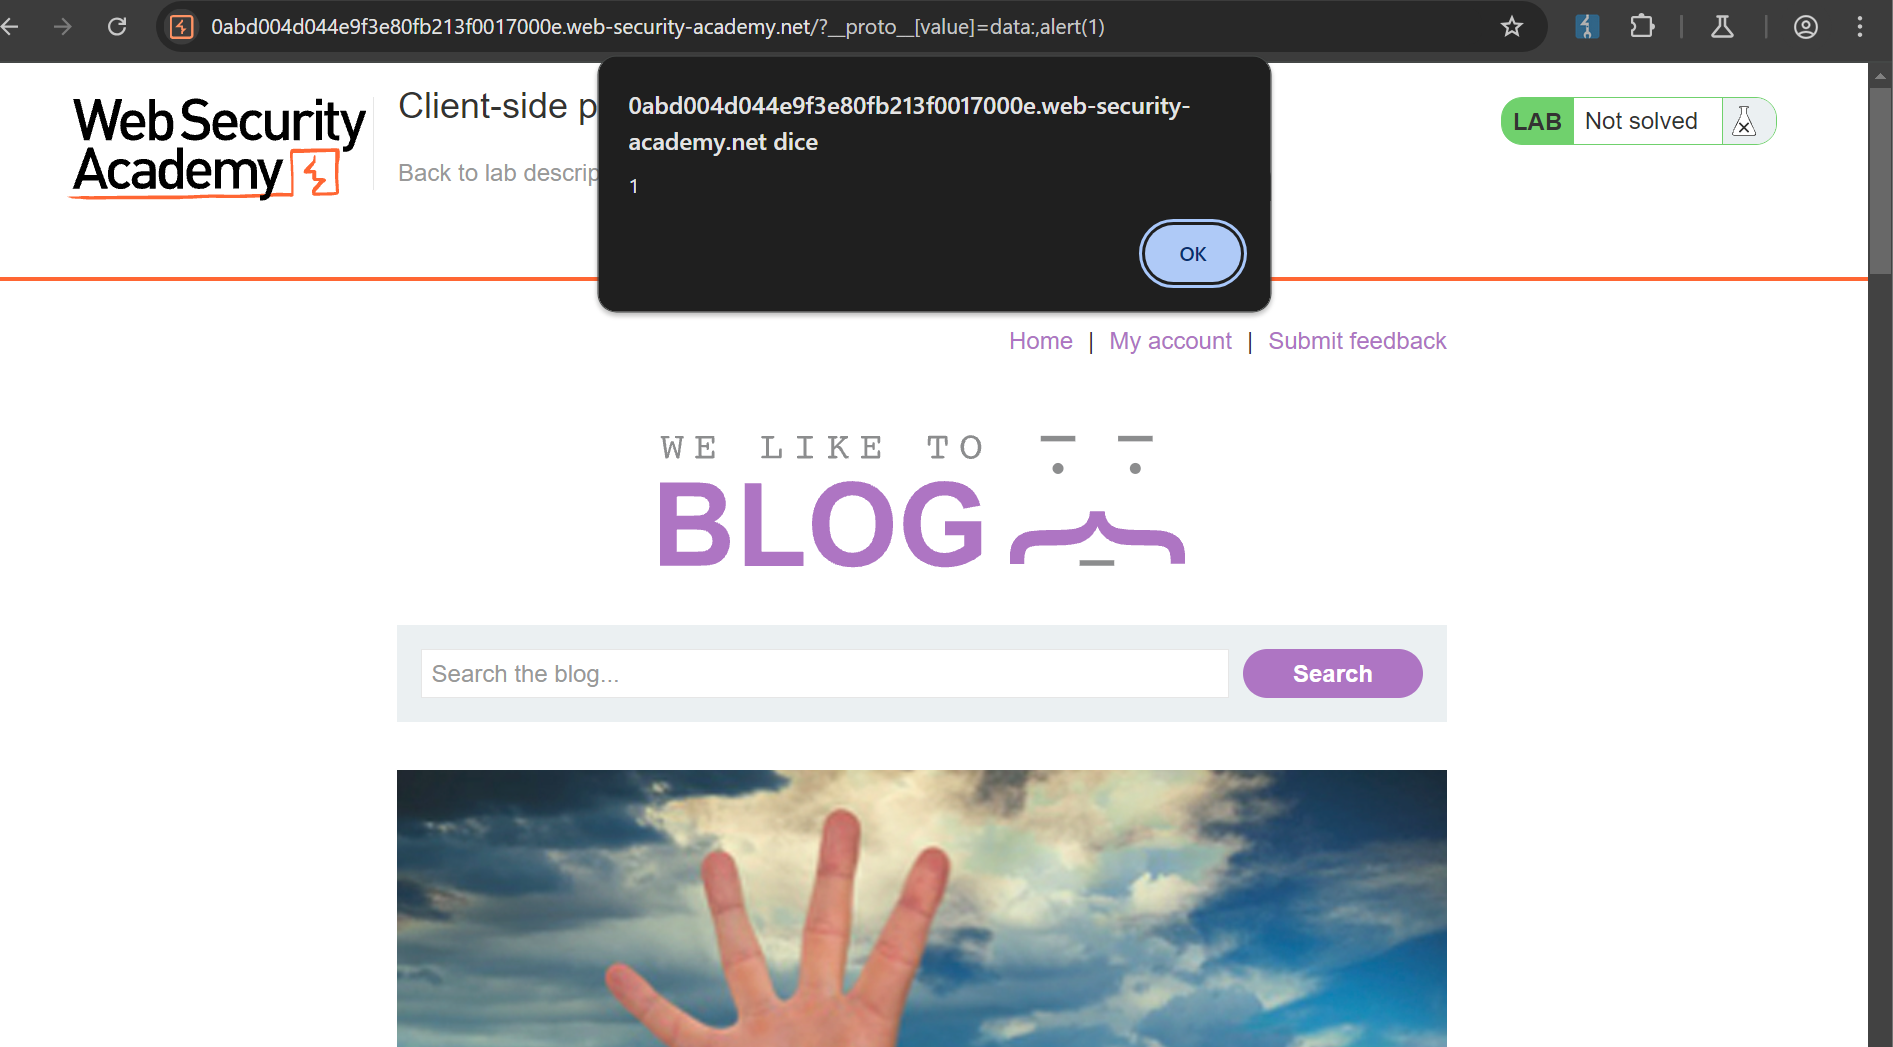 0abd004d044e9f3e80fb213f0017000e.web-security-academy.net/?__proto__[value]=data:,alert(1)
Web Security
Academy
Client-side p
Back to lab descrip
0abd004d044e9f3e80fb213f0017000e.web-security-
academy.net dice
1
OK
LAB Not solved
Home | My account | Submit feedback
WE LIKE TO
BLOG
Search the blog...
Search